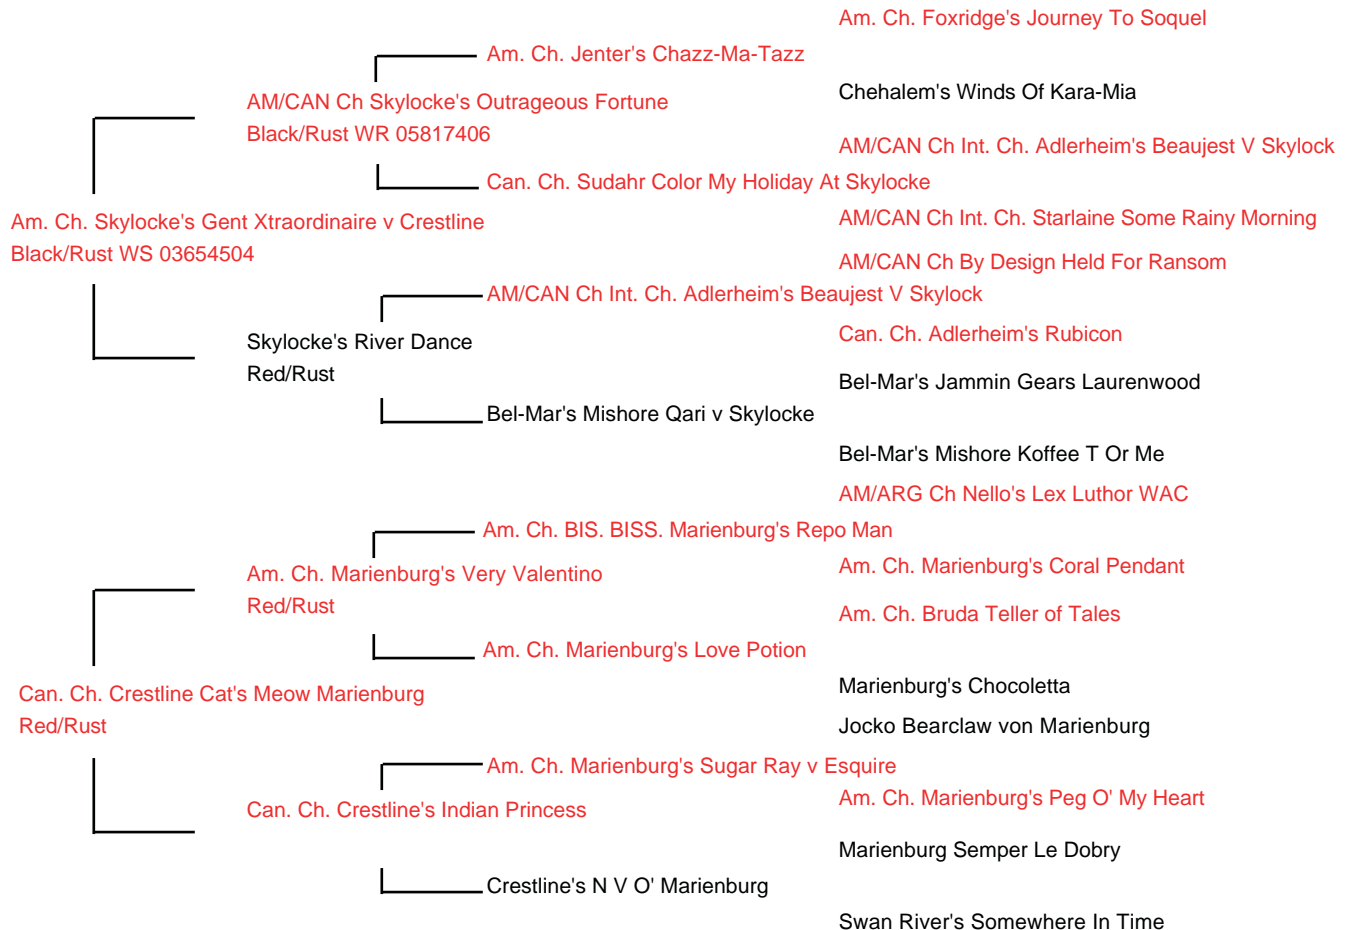 Am. Ch. Foxridge's Journey To Soquel
Am. Ch. Jenter's Chazz-Ma-Tazz
Chehalem's Winds Of Kara-Mia
AM/CAN Ch Skylocke's Outrageous Fortune
Black/Rust WR 05817406
AM/CAN Ch Int. Ch. Adlerheim's Beaujest V Skylock
Can. Ch. Sudahr Color My Holiday At Skylocke
AM/CAN Ch Int. Ch. Starlaine Some Rainy Morning
Am. Ch. Skylocke's Gent Xtraordinaire v Crestline
Black/Rust WS 03654504
AM/CAN Ch By Design Held For Ransom
AM/CAN Ch Int. Ch. Adlerheim's Beaujest V Skylock
Can. Ch. Adlerheim's Rubicon
Skylocke's River Dance
Red/Rust
Bel-Mar's Jammin Gears Laurenwood
Bel-Mar's Mishore Qari v Skylocke
Bel-Mar's Mishore Koffee T Or Me
AM/ARG Ch Nello's Lex Luthor WAC
Am. Ch. BIS. BISS. Marienburg's Repo Man
Am. Ch. Marienburg's Coral Pendant
Am. Ch. Marienburg's Very Valentino
Red/Rust
Am. Ch. Bruda Teller of Tales
Am. Ch. Marienburg's Love Potion
Marienburg's Chocoletta
Can. Ch. Crestline Cat's Meow Marienburg
Red/Rust
Jocko Bearclaw von Marienburg
Am. Ch. Marienburg's Sugar Ray v Esquire
Am. Ch. Marienburg's Peg O' My Heart
Can. Ch. Crestline's Indian Princess
Marienburg Semper Le Dobry
Crestline's N V O' Marienburg
Swan River's Somewhere In Time